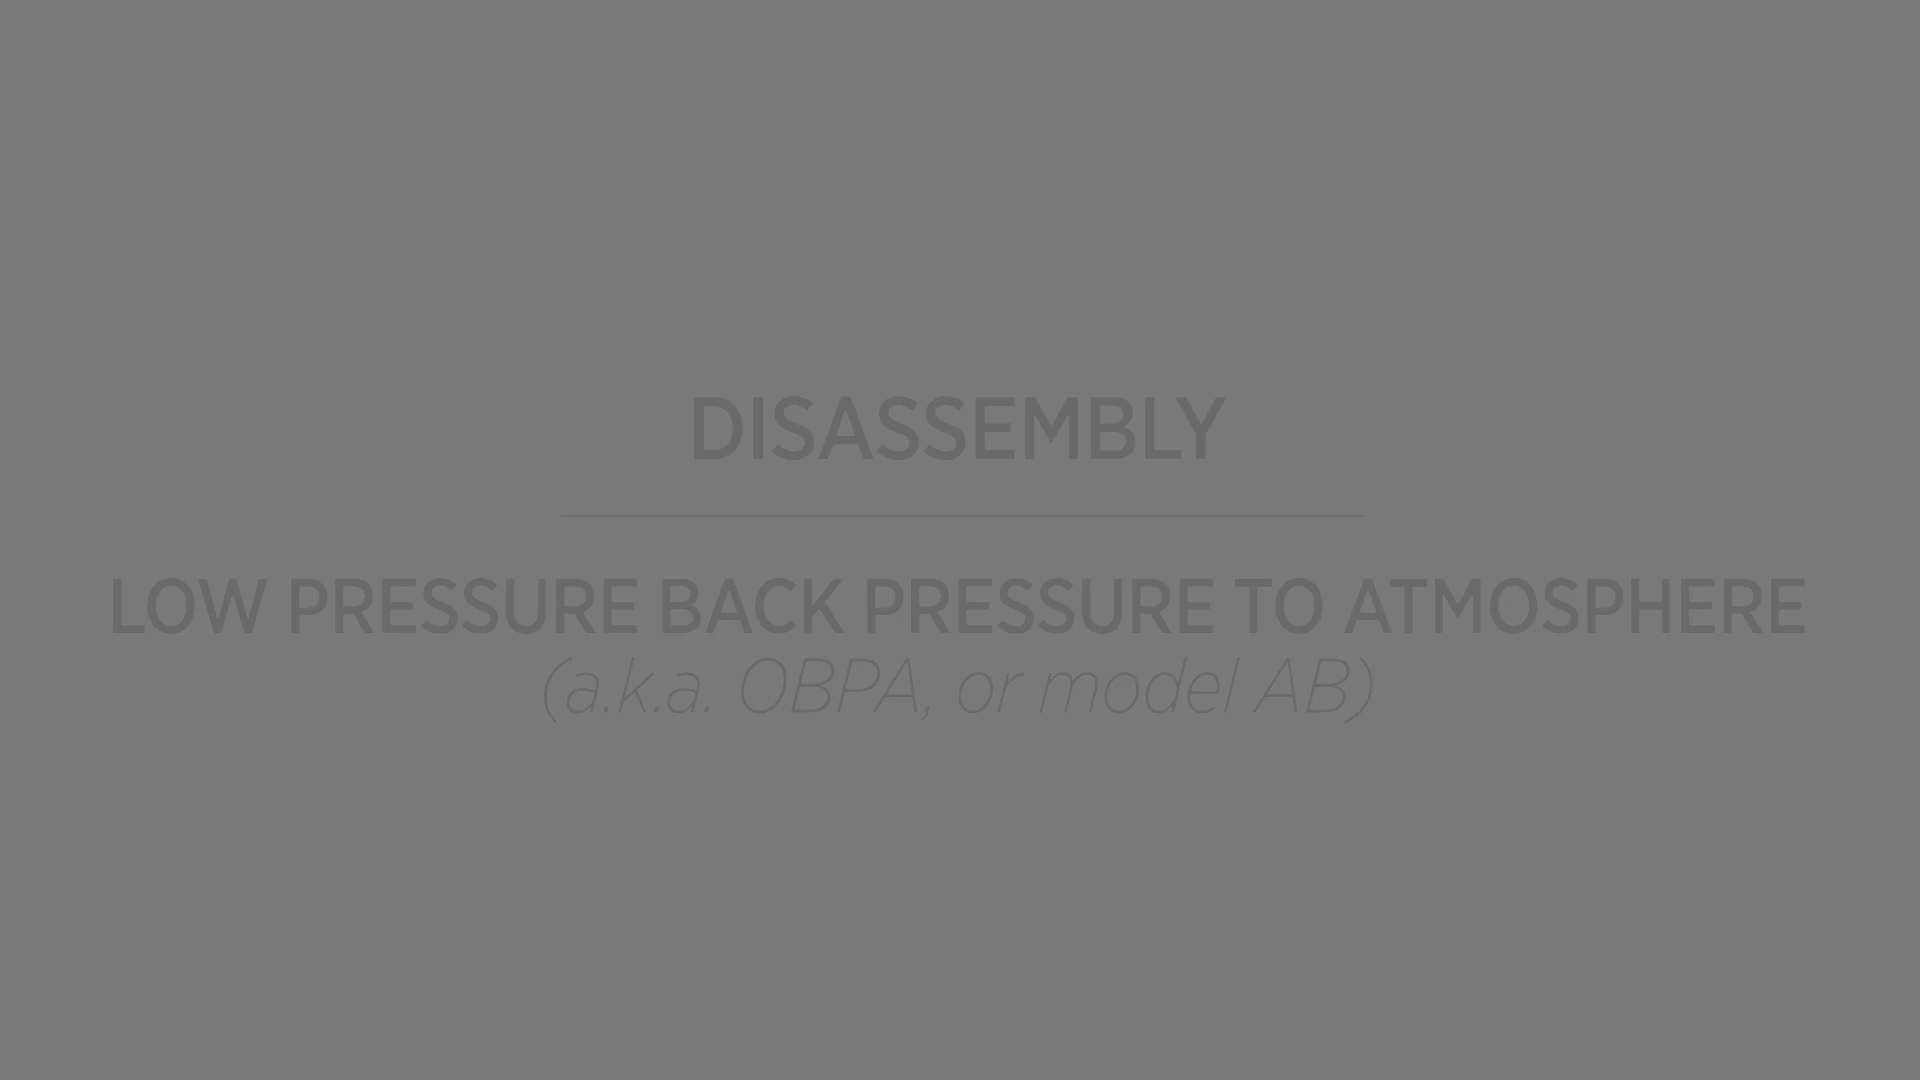 DISASSEMBLY
LOW PRESSURE BACK PRESSURE TO ATMOSPHERE
(a.k.a. OBPA, or model AB)